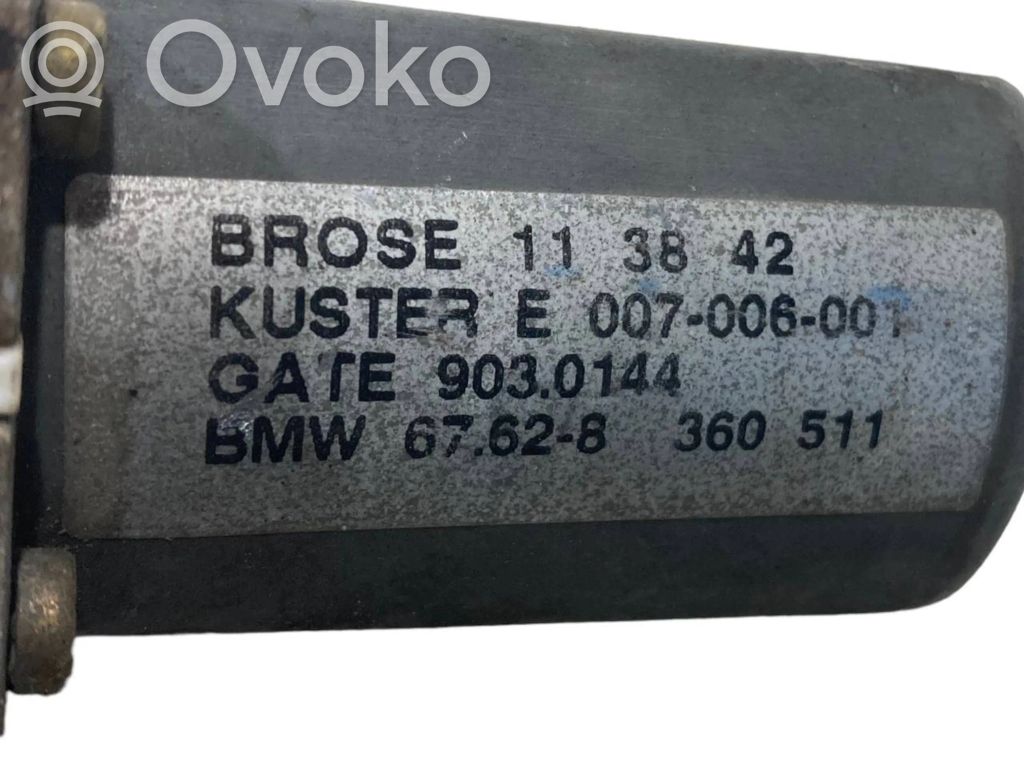 Ovoko
BROSE 11 38 42
KUSTER E 007-006-001
GATE 903.0144
BMW 67.62-8 360 511